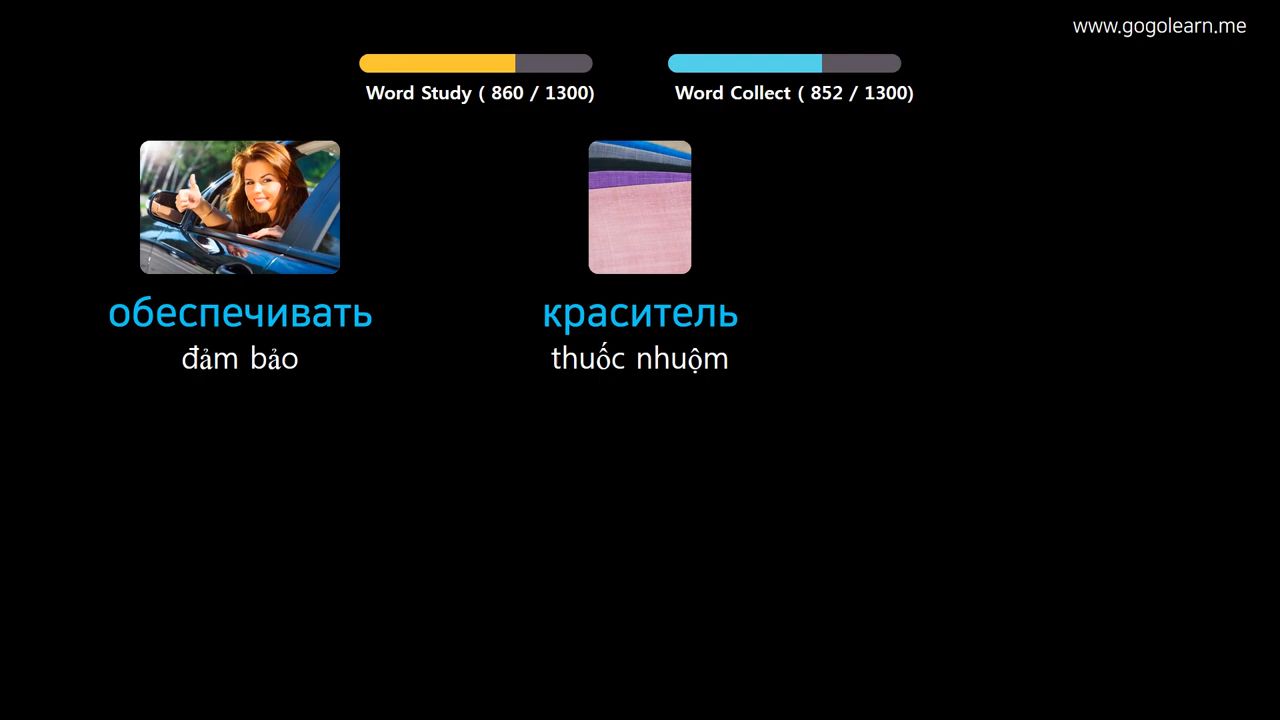 www.gogolearn.me
Word Study ( 860 / 1300)
Word Collect ( 852 / 1300)
обеспечивать
đảm bảo
краситель
thuốc nhuộm